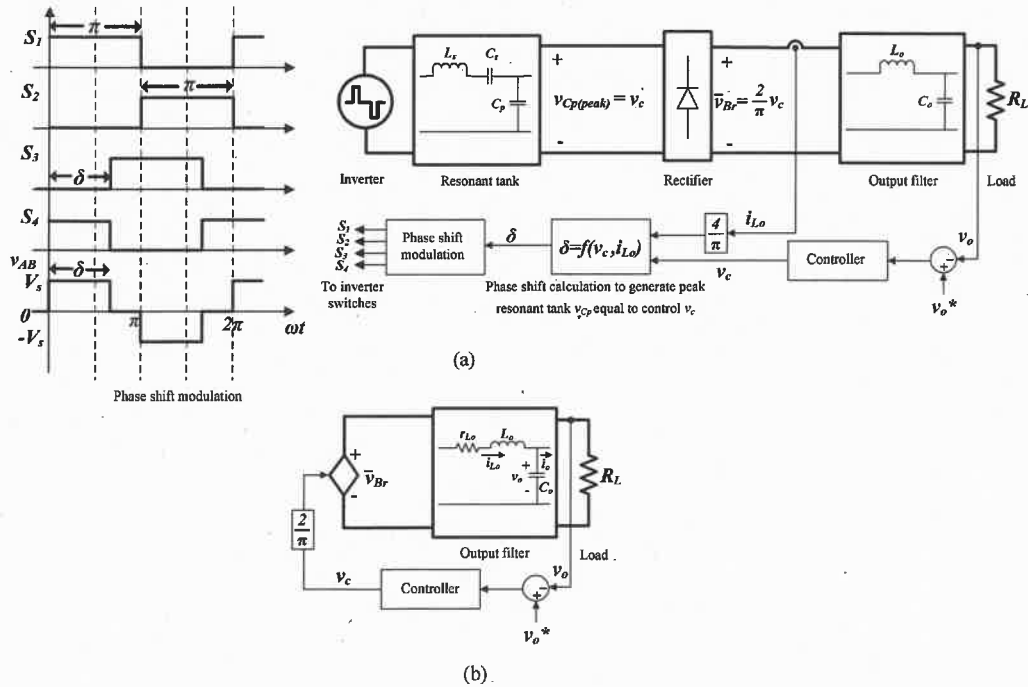 S1
π
S2
π
S3
δ
S4
vAB
δ
Vs
0
-Vs
π
2π
ωt
Phase shift modulation
Inverter
Ls
Cs
Cp
Resonant tank
+
vCp(peak) = vc
-
Rectifier
+
v̄Br = 2/π vc
-
Lo
Co
Output filter
RL
Load
S1
S2
S3
S4
To inverter
switches
Phase shift
modulation
δ
δ=f(vc, iLo)
4/π
iLo
vc
Phase shift calculation to generate peak
resonant tank vCp equal to control vc
Controller
vo
+
-
vo*
(a)
+
v̄Br
-
2/π
rLo
Lo
iLo
+
vo
-
io
Co
RL
Output filter
Load
vc
Controller
vo
+
-
vo*
(b)